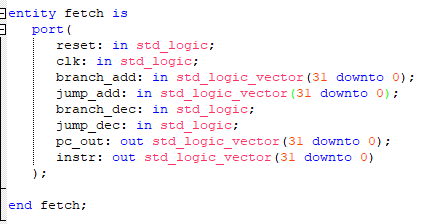 entity fetch is
port(
reset: in std_logic;
clk: in std_logic;
branch_add: in std_logic_vector(31 downto 0);
jump_add: in std_logic_vector(31 downto 0);
branch_dec: in std_logic;
jump_dec: in std_logic;
pc_out: out std_logic_vector(31 downto 0);
instr: out std_logic_vector(31 downto 0)
);
end fetch;